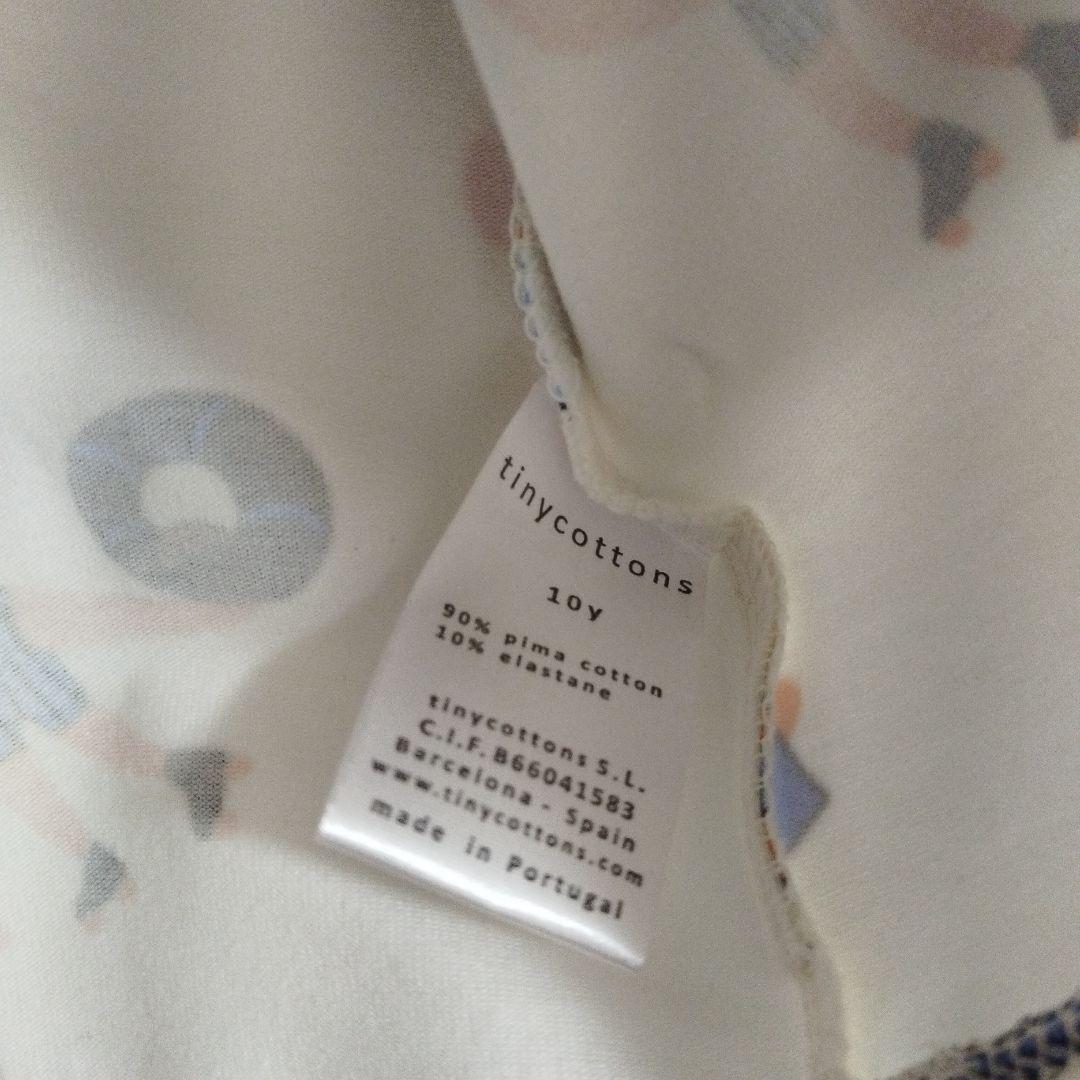 tinycottons
10y
90% pima cotton
10% elastane
tinycottons S.L.
C.I.F.B66041583
Barcelona - Spain
www.tinycottons.com
made in Portugal